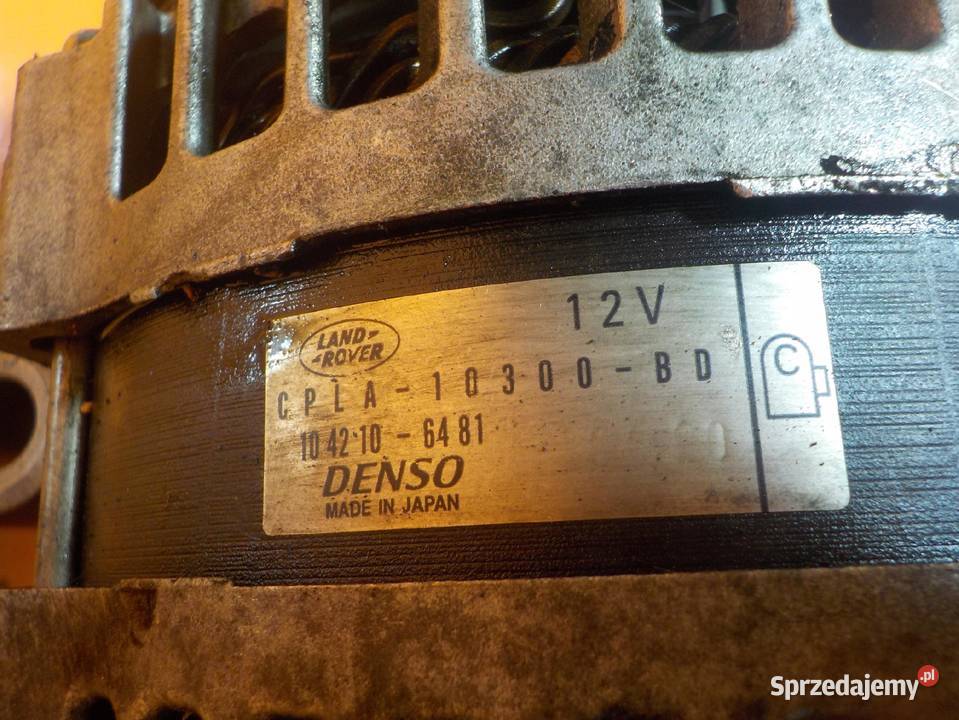 12V
LAND-
-ROVER
CPLA-10300-BD
104210-6481
DENSO
MADE IN JAPAN
C
Sprzedajemy.pl